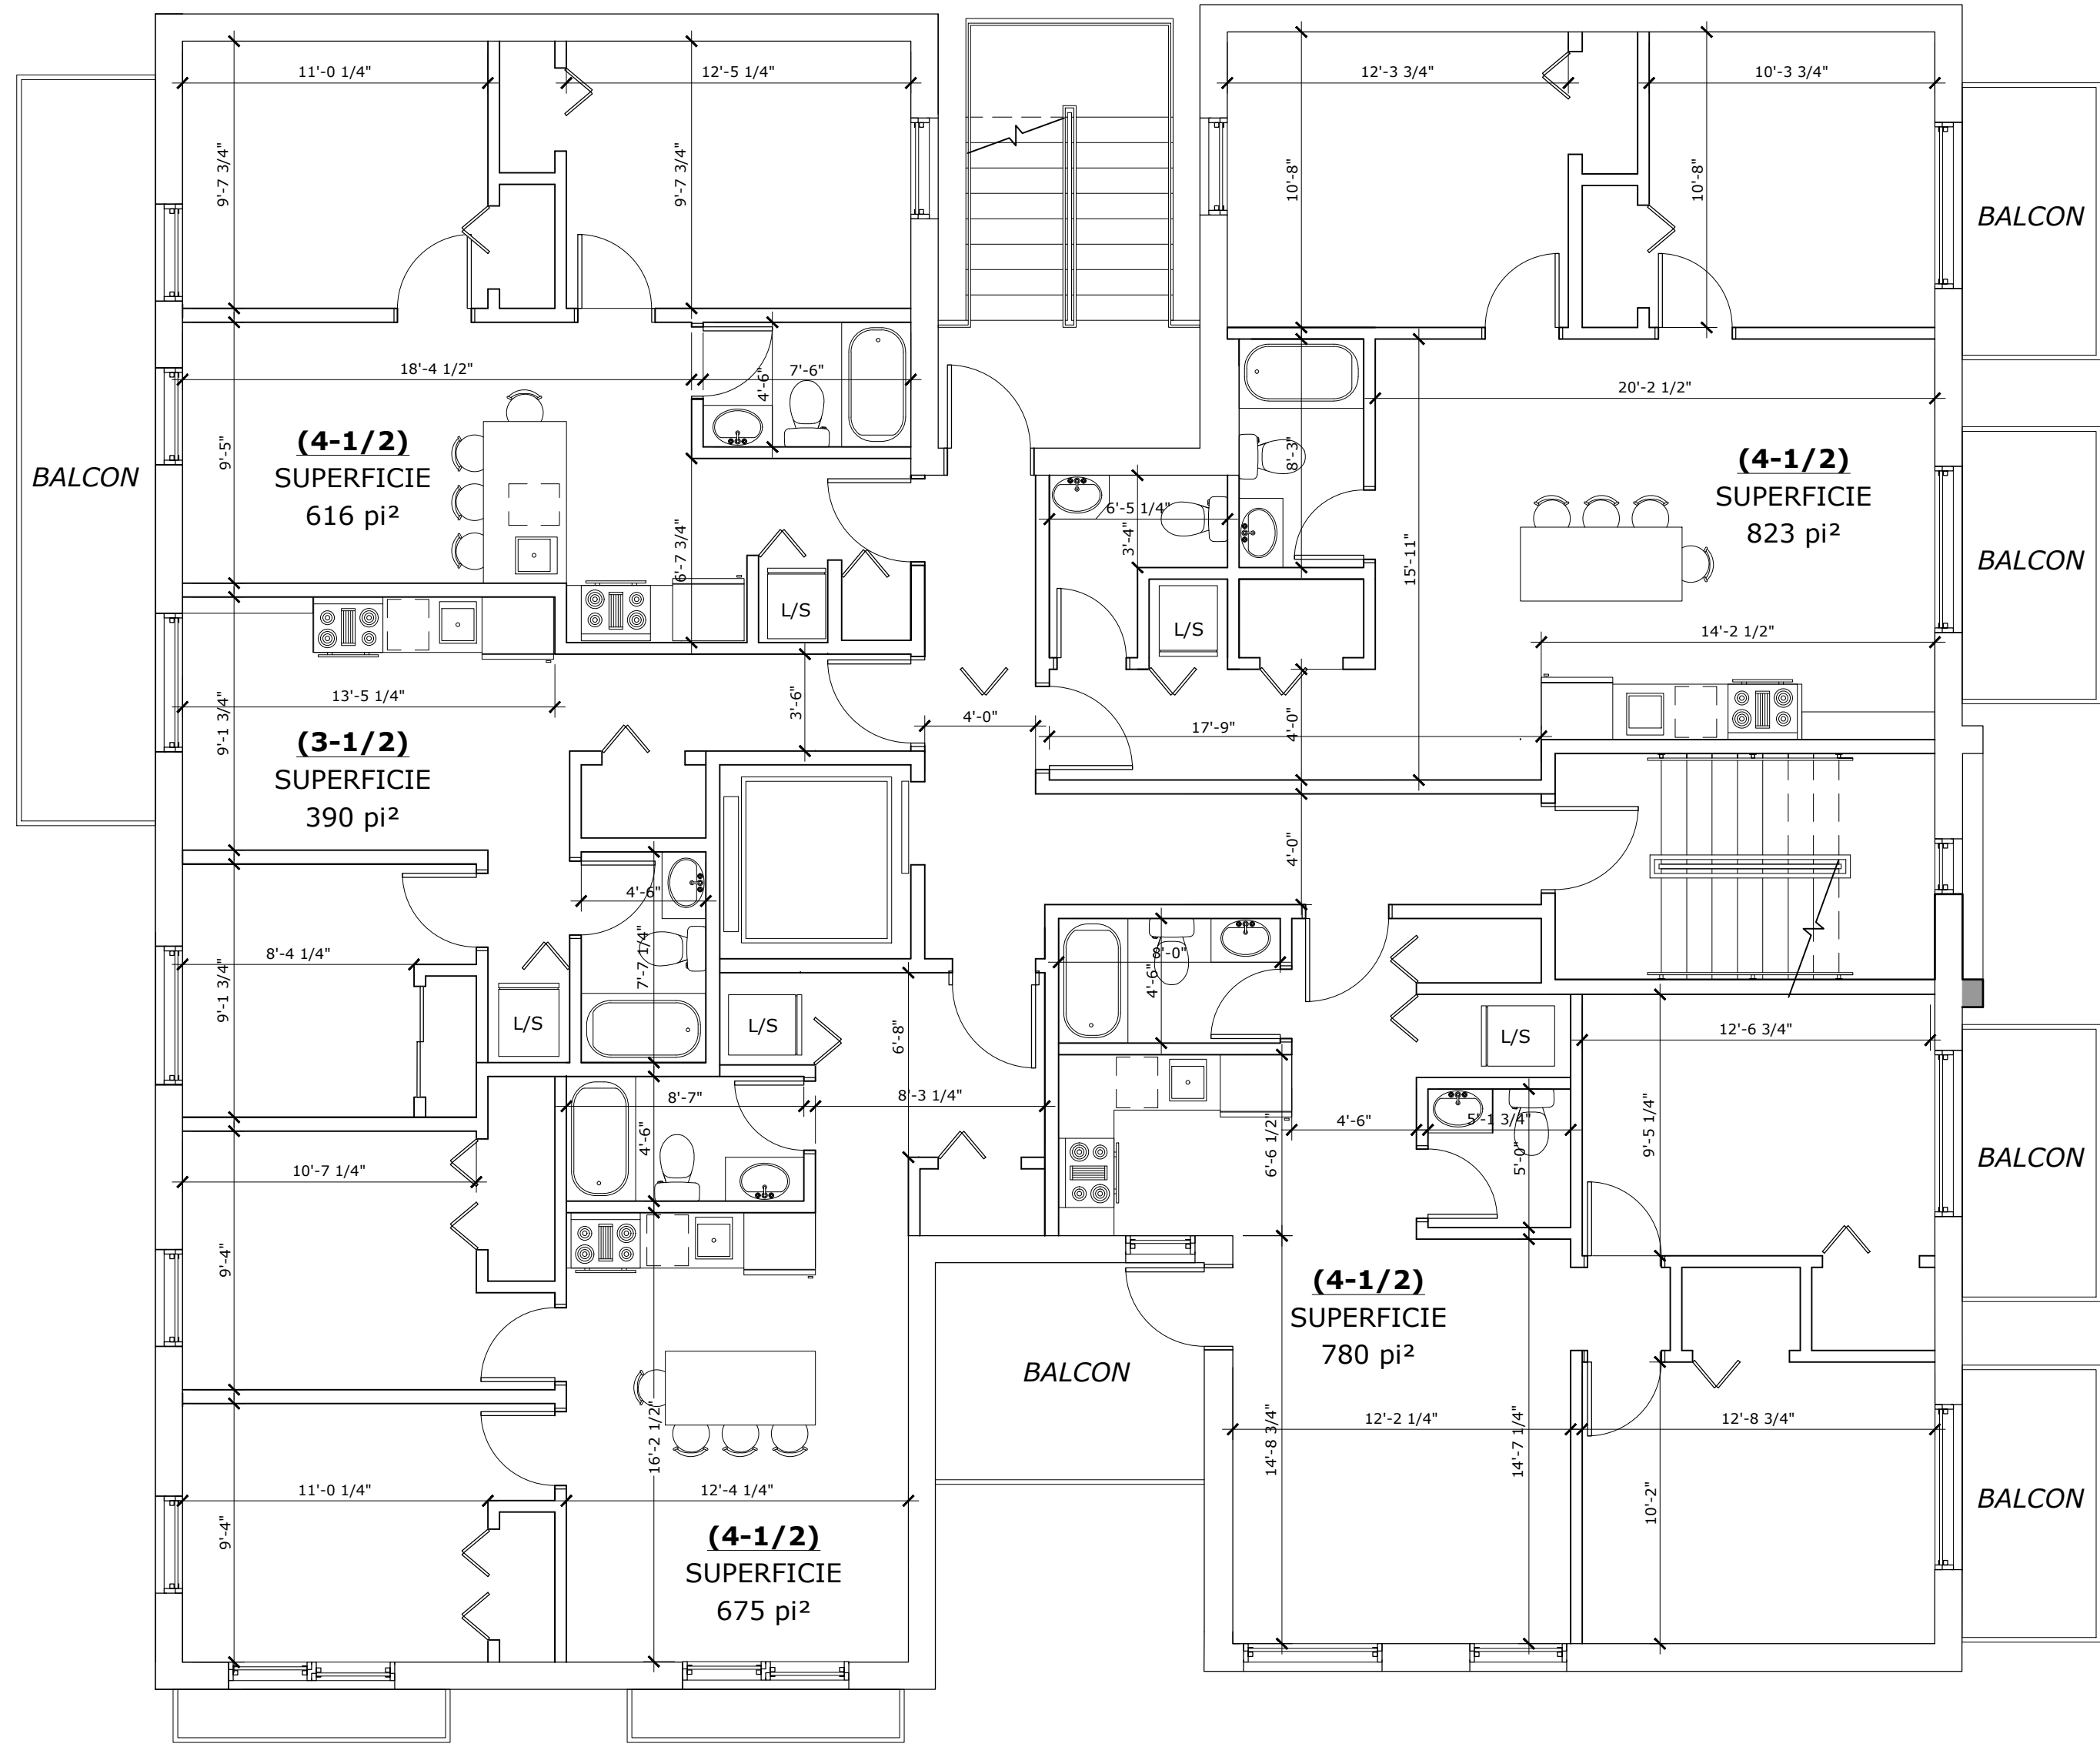 11'-0 1/4"
12'-5 1/4"
12'-3 3/4"
10'-3 3/4"
9'-7 3/4"
9'-7 3/4"
10'-8"
10'-8"
BALCON
18'-4 1/2"
4'-6"
7'-6"
20'-2 1/2"
(4-1/2)
SUPERFICIE
616 pi²
9'-5"
BALCON
8'-3"
(4-1/2)
SUPERFICIE
823 pi²
6'-5 1/4"
3'-4"
6'-7 3/4"
15'-11"
BALCON
L/S
L/S
14'-2 1/2"
13'-5 1/4"
9'-1 3/4"
3'-6"
4'-0"
17'-9"
4'-0"
(3-1/2)
SUPERFICIE
390 pi²
4'-0"
4'-6"
7'-7 1/4"
8'-4 1/4"
9'-1 3/4"
8'-0"
4'-6"
L/S
L/S
6'-8"
L/S
12'-6 3/4"
8'-7"
8'-3 1/4"
4'-6"
4'-6"
5'-1 3/4"
6'-6 1/2"
5'-0"
9'-5 1/4"
BALCON
10'-7 1/4"
9'-4"
(4-1/2)
SUPERFICIE
780 pi²
BALCON
16'-2 1/2"
14'-8 3/4"
12'-2 1/4"
14'-7 1/4"
12'-8 3/4"
11'-0 1/4"
12'-4 1/4"
9'-4"
10'-2"
BALCON
(4-1/2)
SUPERFICIE
675 pi²